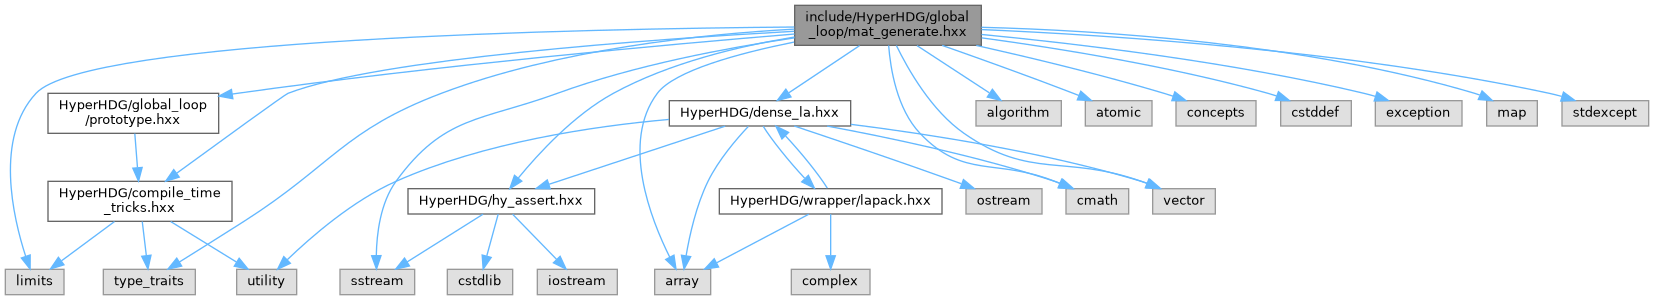 include/HyperHDG/global
_loop/mat_generate.hxx
HyperHDG/global_loop
/prototype.hxx
HyperHDG/dense_la.hxx
algorithm
atomic
concepts
cstddef
exception
map
stdexcept
HyperHDG/compile_time
_tricks.hxx
HyperHDG/hy_assert.hxx
HyperHDG/wrapper/lapack.hxx
ostream
cmath
vector
limits
type_traits
utility
sstream
cstdlib
iostream
array
complex